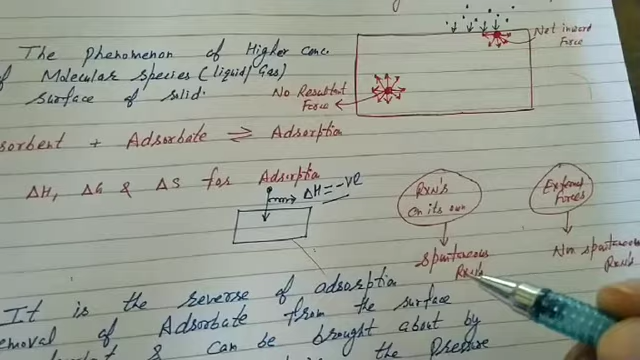 The phenomenon of Higher conc.
of Molecular species (liquid/Gas)
surface of solid.
Net inward
Force
No Resultant
Force
sorbent + Adsorbate ⇌ Adsorption
ΔH, ΔG & ΔS for Adsorption
ΔH = -ve
Rxn's
on its own
Spontaneous
Rxn's
External
Forces
Non spontaneous
Rxn's
It is the reverse of adsorption
removal of Adsorbate from the surface
& can be brought about by
the Pressure